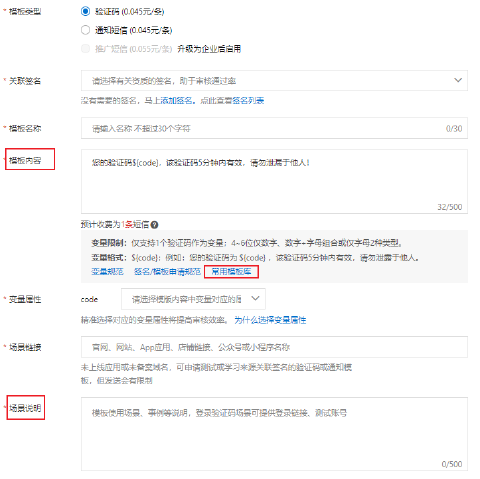 * 模板类型
验证码 (0.045元/条)
通知短信 (0.045元/条)
推广短信 (0.055元/条) 升级为企业后启用
* 关联签名
请选择有关资质的签名，助于审核通过率
没有需要的签名，马上添加签名。点此查看签名列表
* 模板名称
请输入名称 不超过30个字符
0/30
* 模板内容
您的验证码${code}，该验证码5分钟内有效，请勿泄露于他人！
32/500
预计收费为1条短信
变量限制：仅支持1个验证码作为变量；4~6位仅数字、数字+字母组合或仅字母2种类型。
变量格式：${code}；例如：您的验证码为 ${code} ，该验证码5分钟内有效，请勿泄露于他人。
变量规范 签名/模板申请规范 常用模板库
* 变量属性
code
请选择模版内容中变量对应的属
精准选择对应的变量属性将提高审核效率。 为什么选择变量属性
* 场景链接
官网、网站、App应用、店铺链接、公众号或小程序名称
未上线应用或未备案域名，可申请测试或学习来源关联签名的验证码或通知模
板，但发送会有限制
* 场景说明
模板使用场景、事例等说明，登录验证码场景可提供登录链接、测试账号
0/500